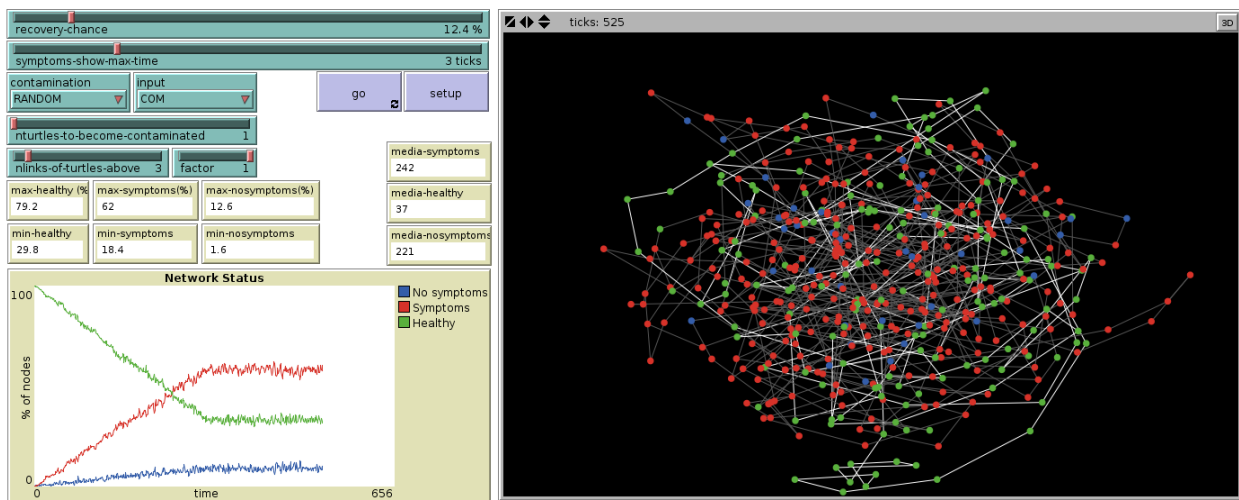 recovery-chance 12.4 %
symptoms-show-max-time 3 ticks
contamination
RANDOM
input
COM
go
setup
nturtles-to-become-contaminated 1
nlinks-of-turtles-above 3
factor 1
max-healthy (%
79.2
max-symptoms(%)
62
max-nosymptoms(%)
12.6
min-healthy
29.8
min-symptoms
18.4
min-nosymptoms
1.6
media-symptoms
242
media-healthy
37
media-nosymptoms
221
Network Status
100
% of nodes
0
0 time 656
No symptoms
Symptoms
Healthy
ticks: 525
3D